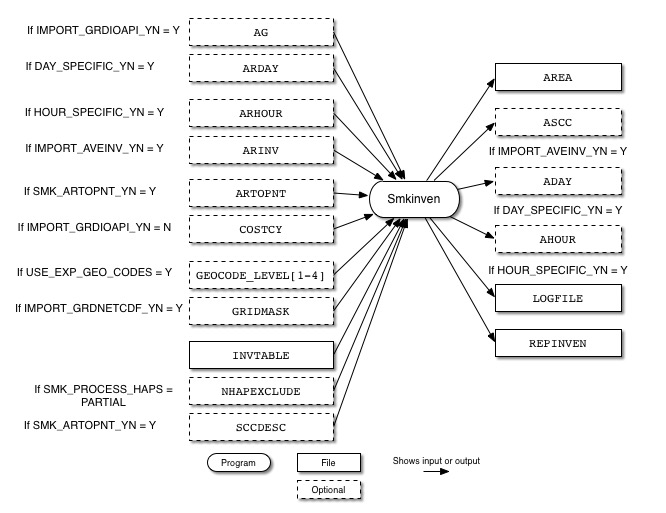 If IMPORT_GRDIOAPI_YN = Y
AG
If DAY_SPECIFIC_YN = Y
ARDAY
AREA
If HOUR_SPECIFIC_YN = Y
ARHOUR
ASCC
If IMPORT_AVEINV_YN = Y
ARINV
If IMPORT_AVEINV_YN = Y
ADAY
If SMK_ARTOPNT_YN = Y
ARTOPNT
Smkinven
If DAY_SPECIFIC_YN = Y
If IMPORT_GRDIOAPI_YN = N
COSTCY
AHOUR
If USE_EXP_GEO_CODES = Y
GEOCODE_LEVEL[1-4]
If HOUR_SPECIFIC_YN = Y
LOGFILE
If IMPORT_GRDNETCDF_YN = Y
GRIDMASK
REPINVEN
INVTABLE
If SMK_PROCESS_HAPS =
PARTIAL
NHAPEXCLUDE
If SMK_ARTOPNT_YN = Y
SCCDESC
Program
File
Shows input or output
Optional